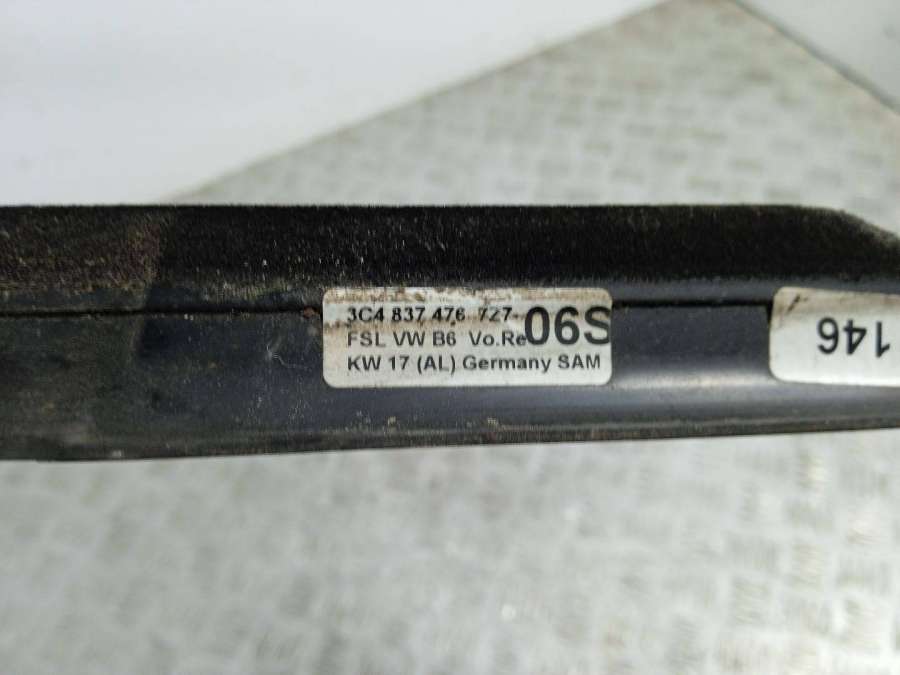 3C4 837 476 727 06S
FSL VW B6 Vo.Re
KW 17 (AL) Germany SAM
146